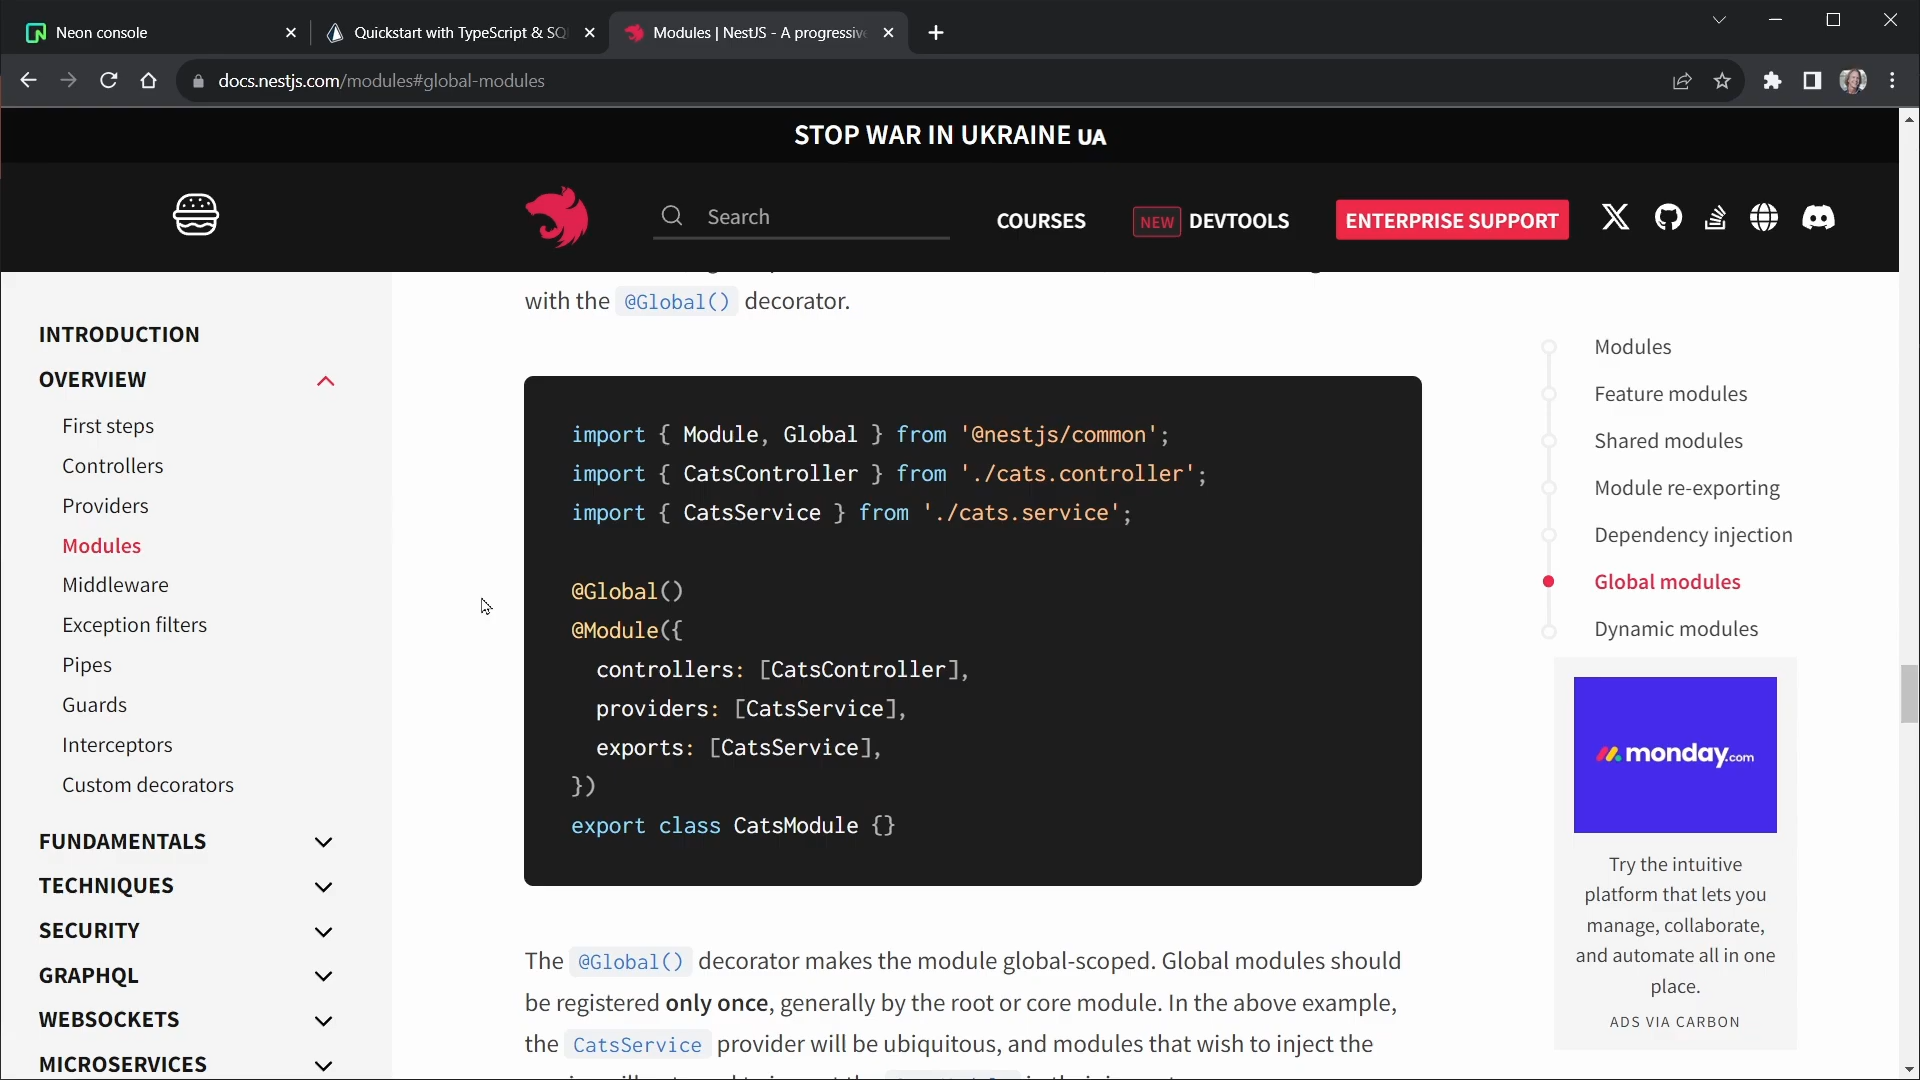 Neon console
Quickstart with TypeScript & SQ
Modules | NestJS - A progressive
docs.nestjs.com/modules#global-modules
STOP WAR IN UKRAINE UA
Search
COURSES
NEW DEVTOOLS
ENTERPRISE SUPPORT
INTRODUCTION
OVERVIEW
First steps
Controllers
Providers
Modules
Middleware
Exception filters
Pipes
Guards
Interceptors
Custom decorators
FUNDAMENTALS
TECHNIQUES
SECURITY
GRAPHQL
WEBSOCKETS
MICROSERVICES
with the @Global() decorator.
import { Module, Global } from '@nestjs/common';
import { CatsController } from './cats.controller';
import { CatsService } from './cats.service';
@Global()
@Module({
  controllers: [CatsController],
  providers: [CatsService],
  exports: [CatsService],
})
export class CatsModule {}
The @Global() decorator makes the module global-scoped. Global modules should
be registered only once, generally by the root or core module. In the above example,
the CatsService provider will be ubiquitous, and modules that wish to inject the
Modules
Feature modules
Shared modules
Module re-exporting
Dependency injection
Global modules
Dynamic modules
monday.com
Try the intuitive
platform that lets you
manage, collaborate,
and automate all in one
place.
ADS VIA CARBON